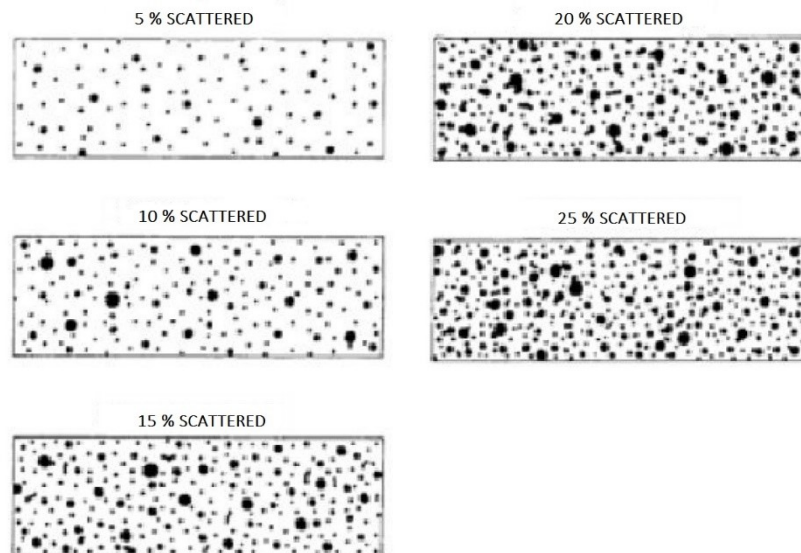 5 % SCATTERED
20 % SCATTERED
10 % SCATTERED
25 % SCATTERED
15 % SCATTERED